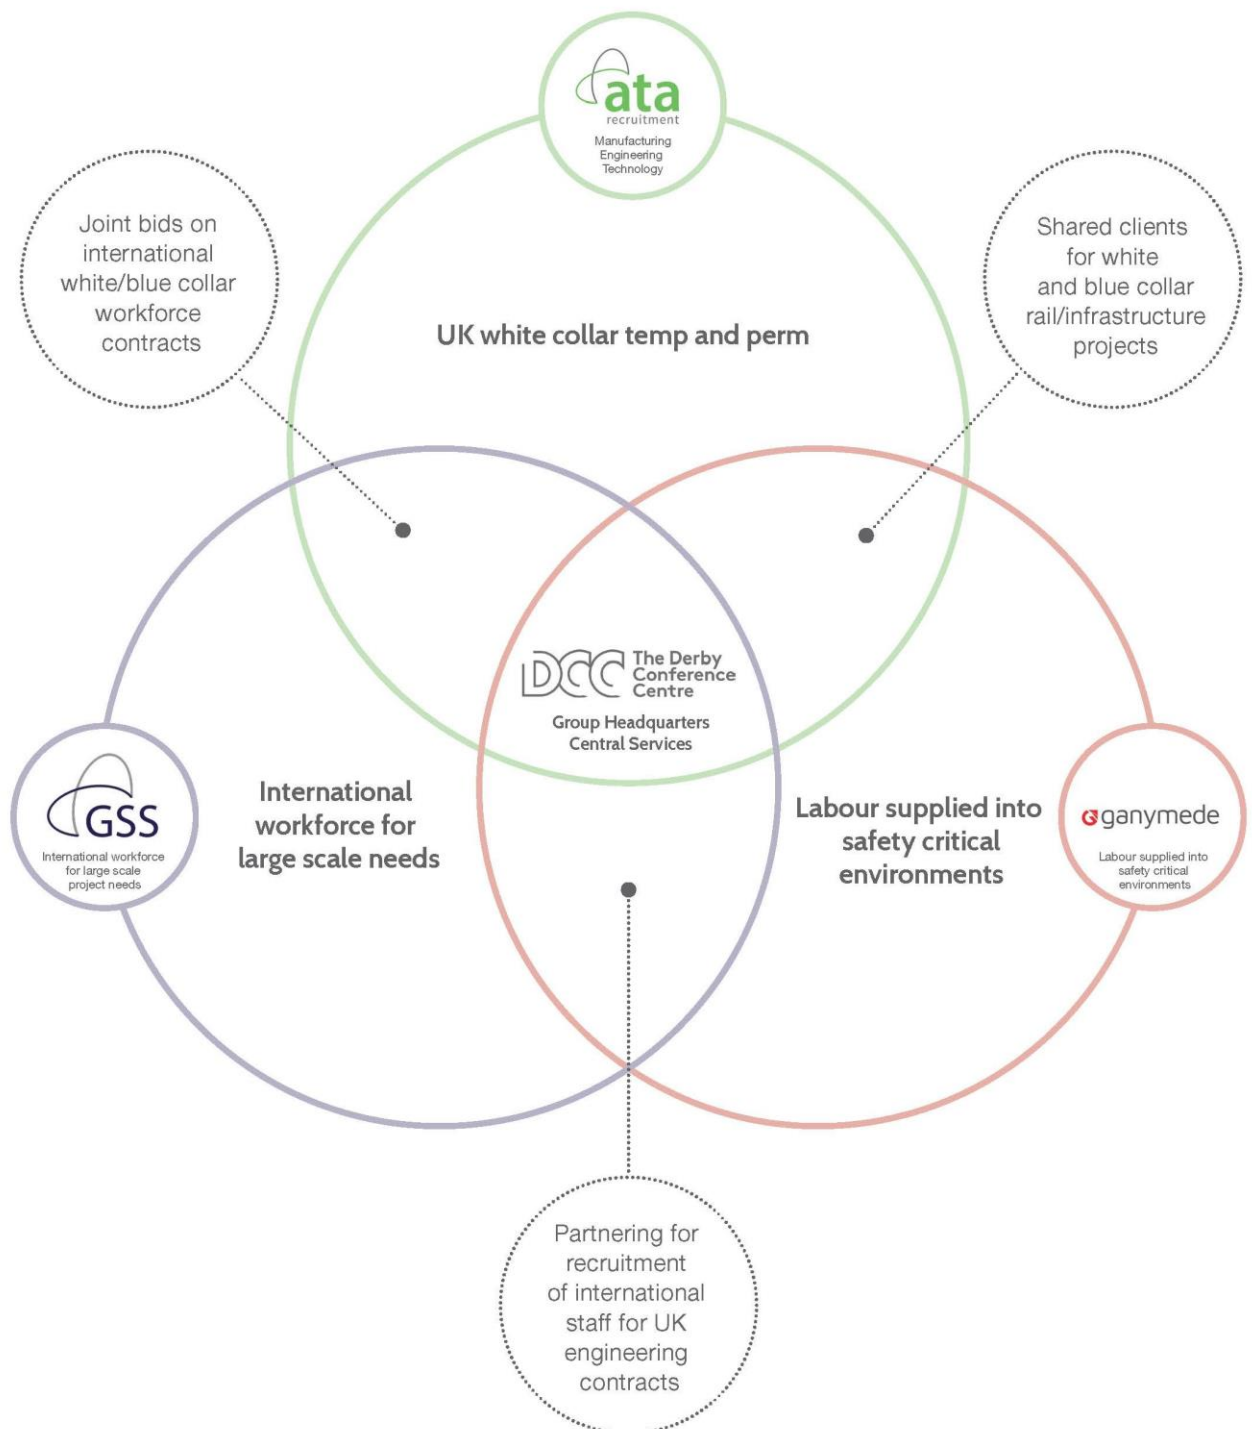 ata
recruitment
Manufacturing
Engineering
Technology
Joint bids on
international
white/blue collar
workforce
contracts
Shared clients
for white
and blue collar
rail/infrastructure
projects
UK white collar temp and perm
DCC The Derby
Conference
Centre
Group Headquarters
Central Services
GSS
International workforce
for large scale
project needs
International
workforce for
large scale needs
Labour supplied into
safety critical
environments
ganymede
Labour supplied into
safety critical
environments
Partnering for
recruitment
of international
staff for UK
engineering
contracts